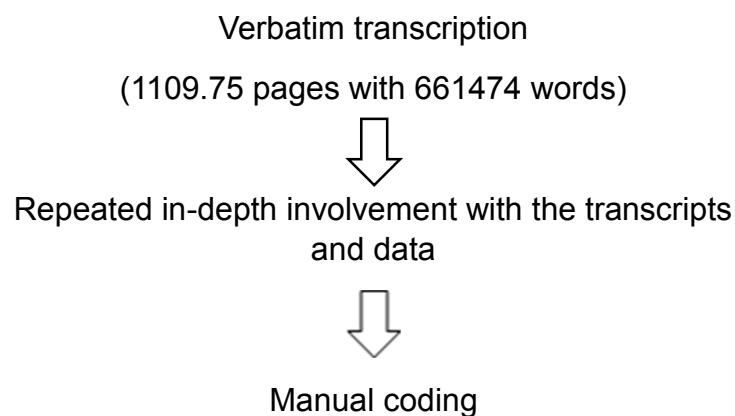 Verbatim transcription
(1109.75 pages with 661474 words)
Repeated in-depth involvement with the transcripts
and data
Manual coding